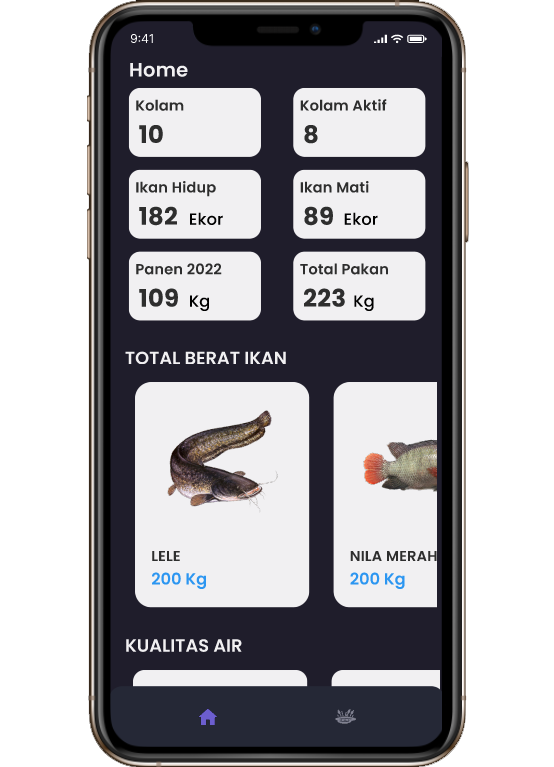 9:41
Home
Kolam
10
Kolam Aktif
8
Ikan Hidup
182 Ekor
Ikan Mati
89 Ekor
Panen 2022
109 Kg
Total Pakan
223 Kg
TOTAL BERAT IKAN
LELE
200 Kg
NILA MERAH
200 Kg
KUALITAS AIR